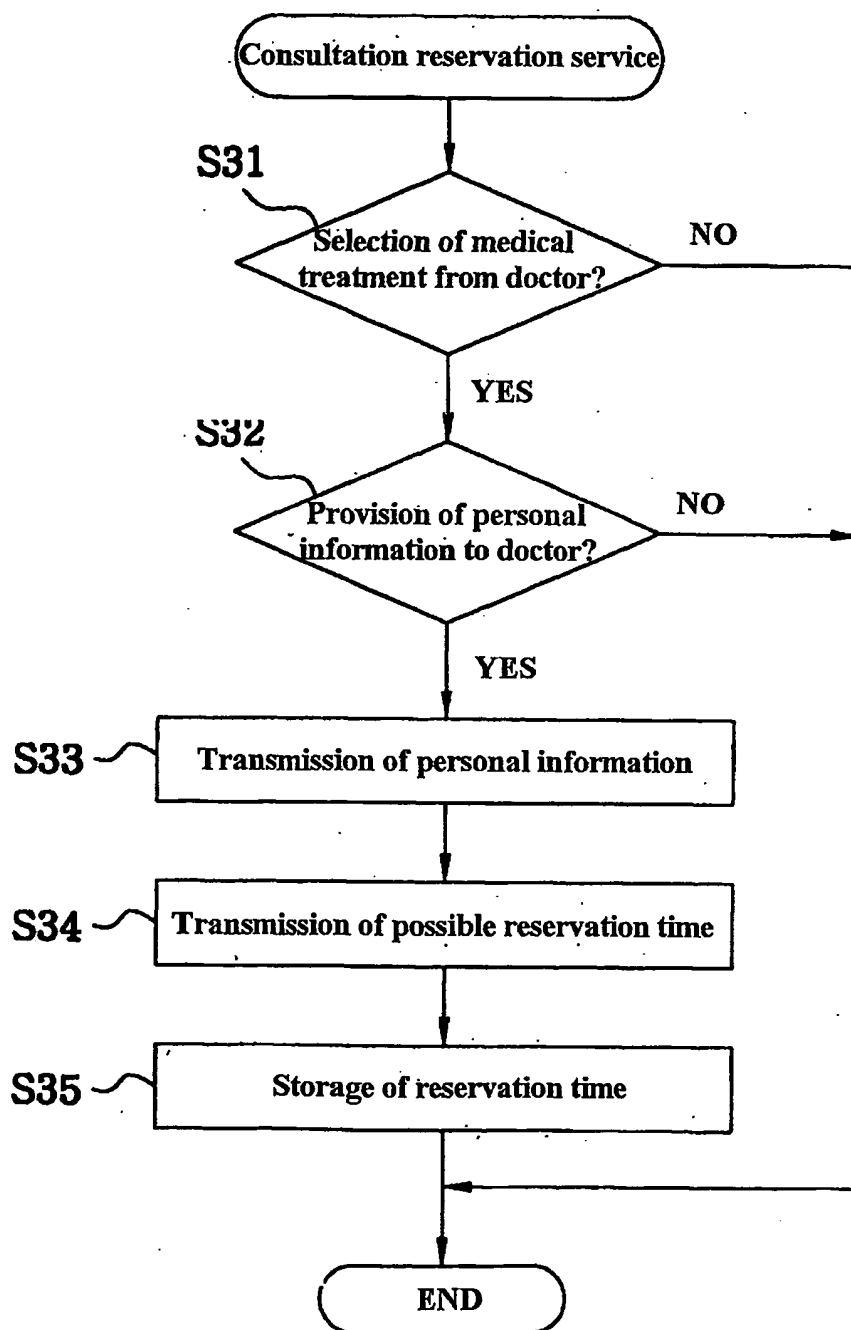 Consultation reservation service
S31
Selection of medical
treatment from doctor?
NO
YES
S32
Provision of personal
information to doctor?
NO
YES
S33
Transmission of personal information
S34
Transmission of possible reservation time
S35
Storage of reservation time
END